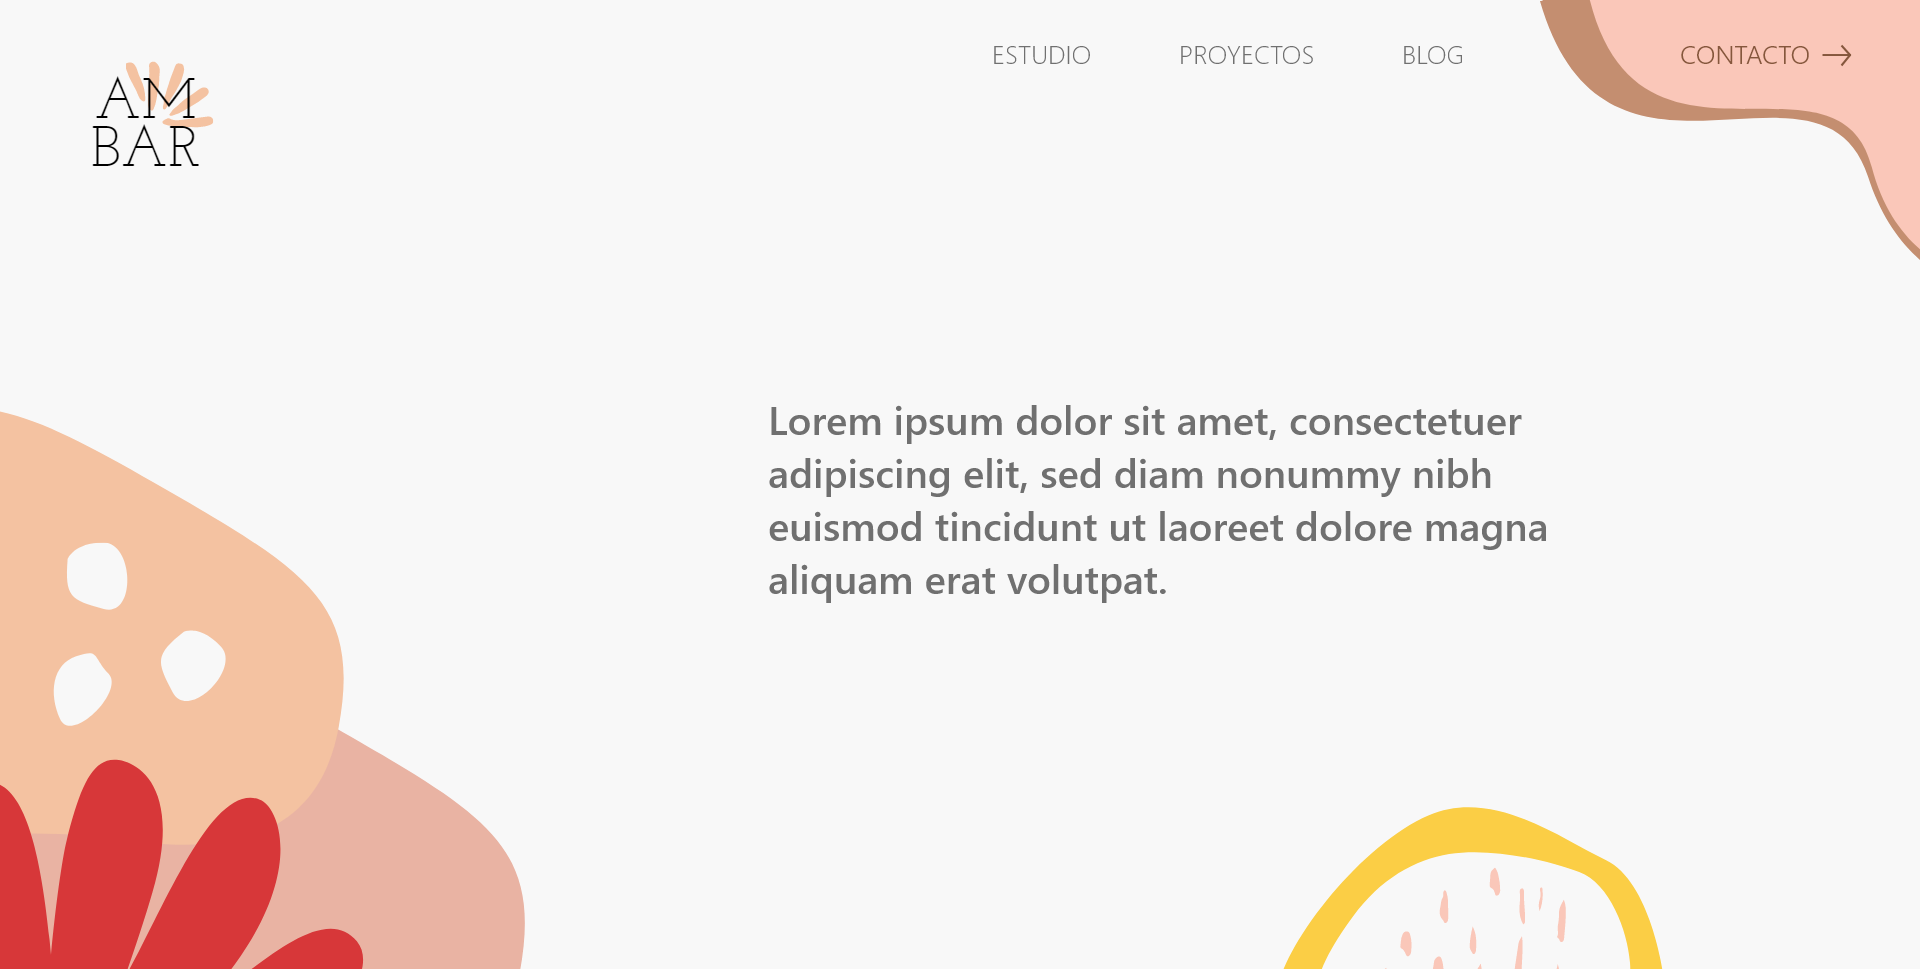 AM
BAR
ESTUDIO
PROYECTOS
BLOG
CONTACTO
Lorem ipsum dolor sit amet, consectetuer
adipiscing elit, sed diam nonummy nibh
euismod tincidunt ut laoreet dolore magna
aliquam erat volutpat.